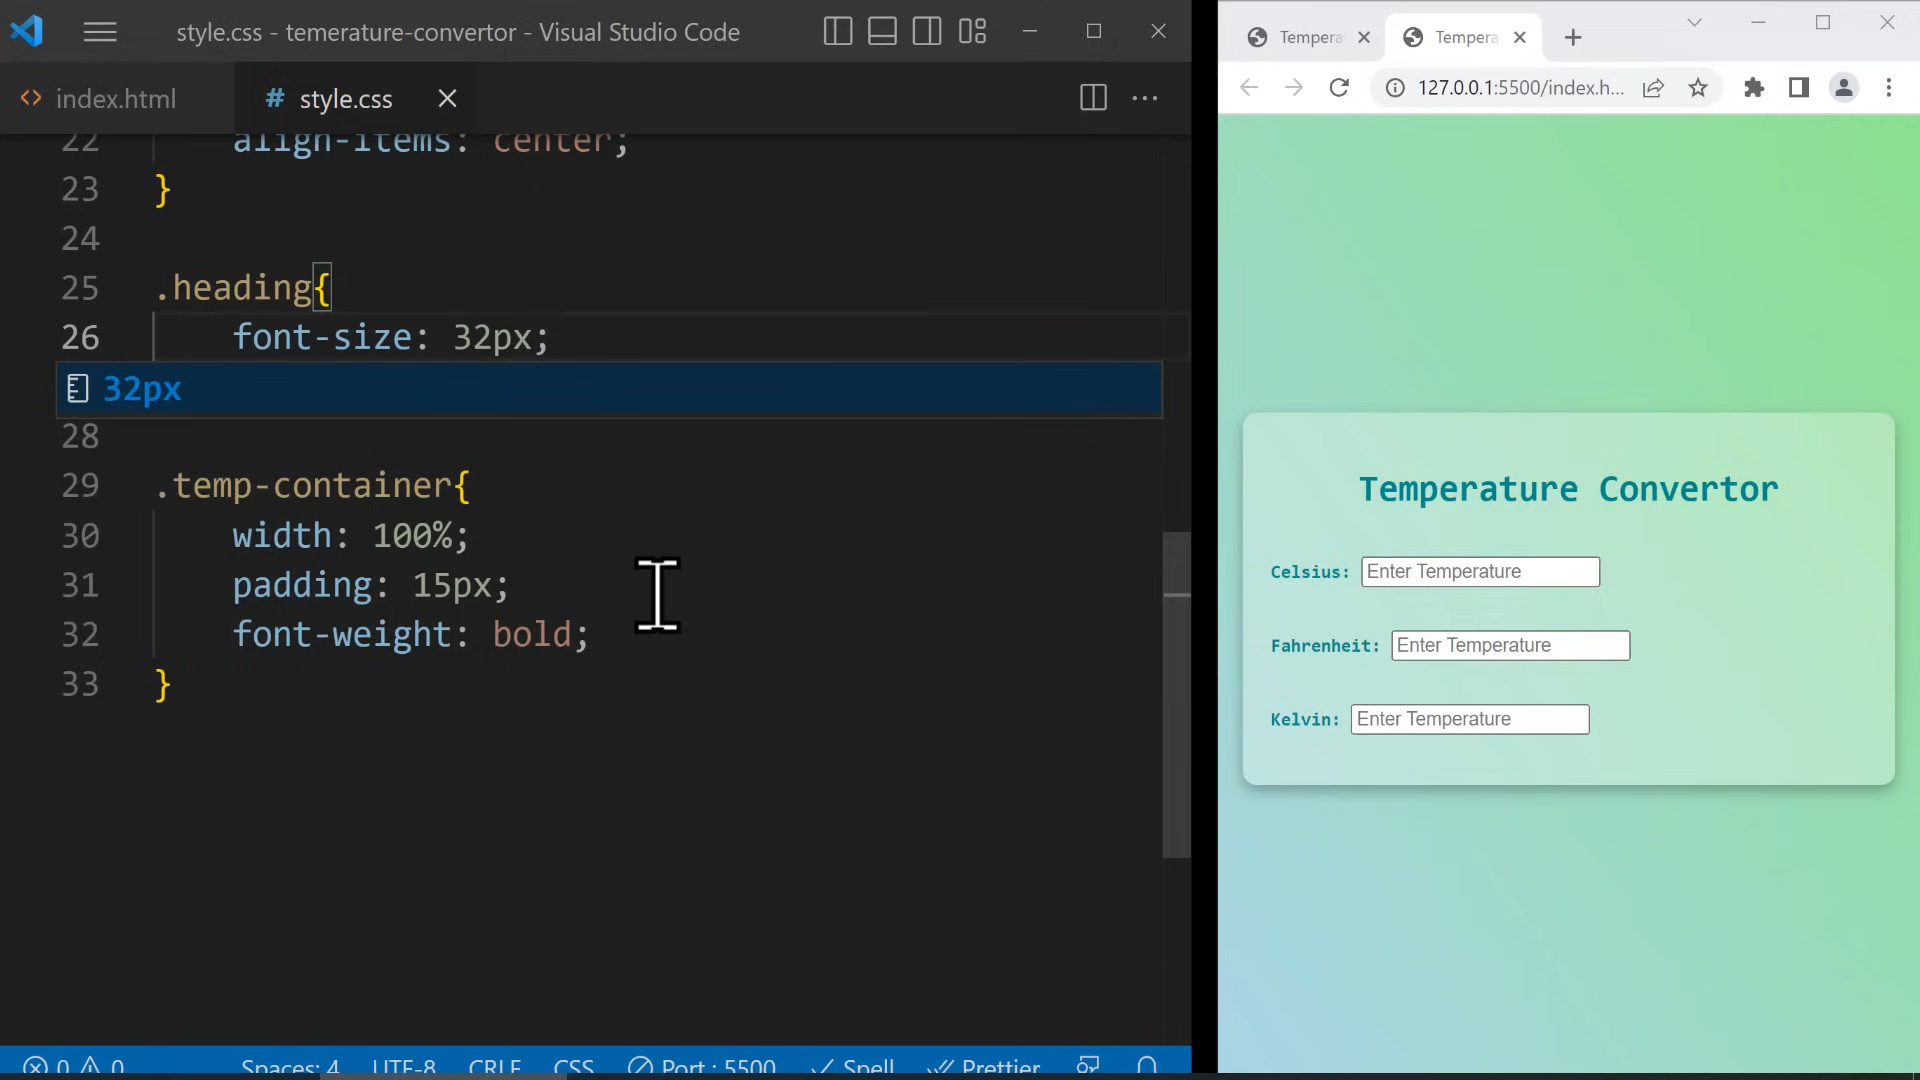 style.css - temerature-convertor - Visual Studio Code
index.html
# style.css
22 align-items: center;
23 }
24
25 .heading{
26 font-size: 32px;
32px
28
29 .temp-container{
30 width: 100%;
31 padding: 15px;
32 font-weight: bold;
33 }
0 0 Spaces: 4 UTF-8 CRLF CSS Port : 5500 Spell Prettier
Tempera
Tempera
127.0.0.1:5500/index.h...
Temperature Convertor
Celsius: Enter Temperature
Fahrenheit: Enter Temperature
Kelvin: Enter Temperature